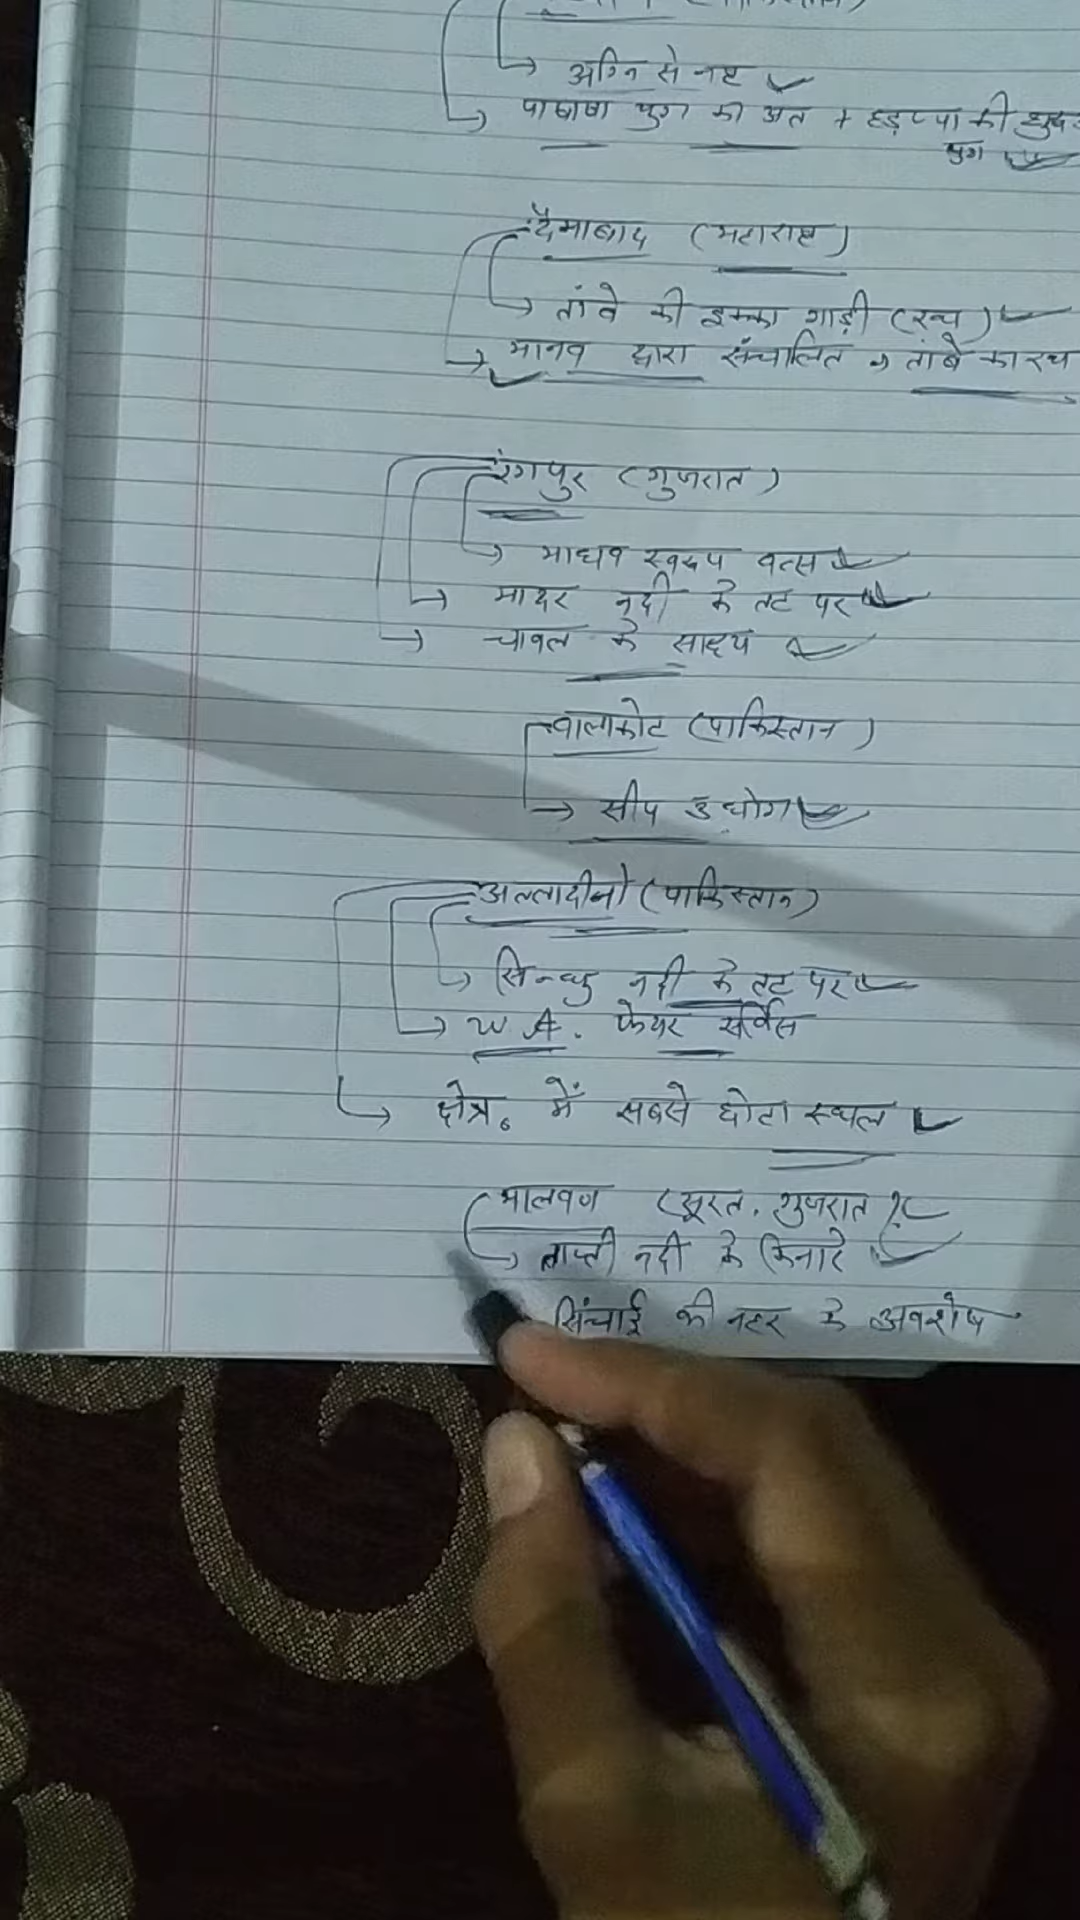 अग्नि से नष्ट
पाषाण युग का अंत + हड़प्पा की शुरू
युग
दैमाबाद (महाराष्ट्र)
तांबे की इक्का गाड़ी (रथ)
मानव द्वारा संचालित तांबे का रथ
रंगपुर (गुजरात)
माधव स्वरूप वत्स
मादर नदी के तट पर
चावल के साक्ष्य
वालाकोट (पाकिस्तान)
सीप उद्योग
अल्लादीनो (पाकिस्तान)
सिन्धु नदी के तट पर
W.A. फेयर सर्विस
क्षेत्र. में सबसे छोटा स्थल
मालवण (सूरत, गुजरात)
ताप्ती नदी के किनारे
सिंचाई की नहर के अवशेष